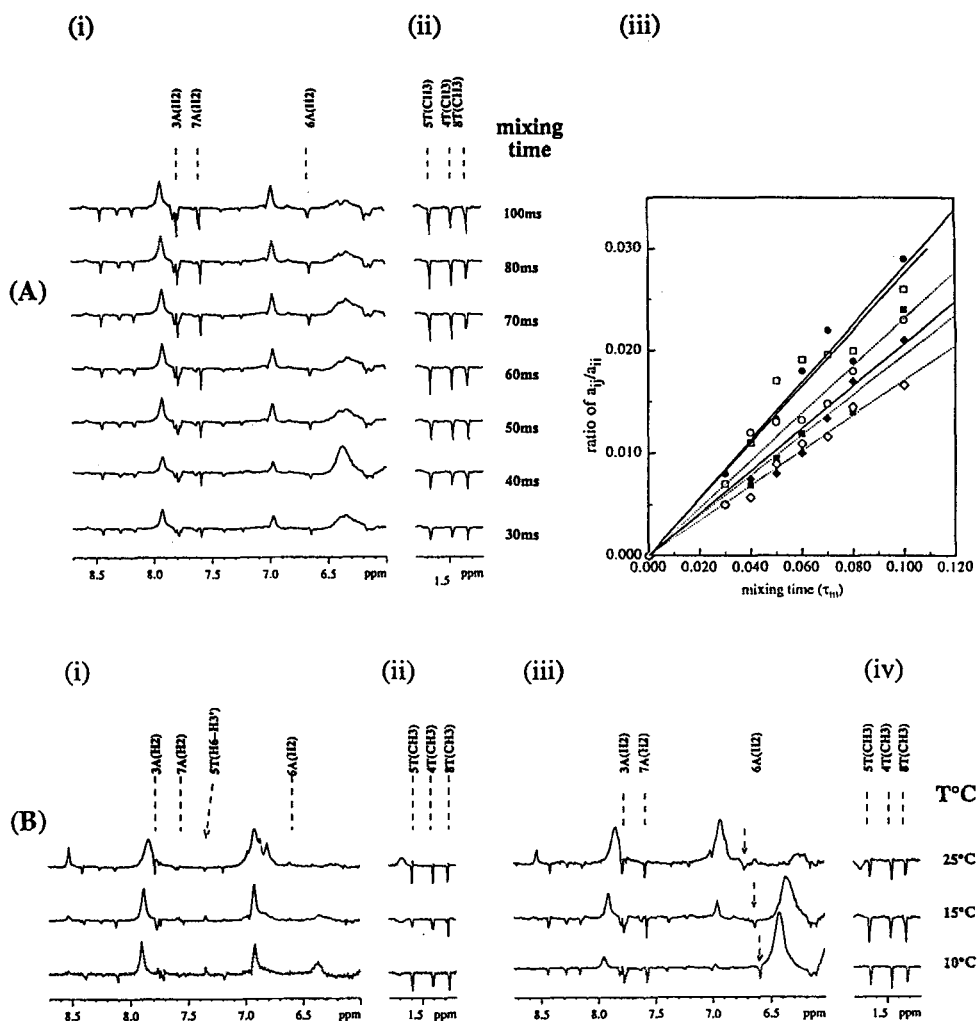 (i)
(ii)
(iii)
3A(H2)
7A(H2)
6A(H2)
5T(CH3)
4T(CH3)
8T(CH3)
mixing
time
100ms
80ms
70ms
60ms
50ms
40ms
30ms
(A)
8.5 8.0 7.5 7.0 6.5 ppm
1.5 ppm
ratio of aij/aii
0.030
0.020
0.010
0.000
0.000 0.020 0.040 0.060 0.080 0.100 0.120
mixing time (τm)
(i)
(ii)
(iii)
(iv)
3A(H2)
7A(H2)
5T(H6-H3')
6A(H2)
5T(CH3)
4T(CH3)
8T(CH3)
3A(H2)
7A(H2)
6A(H2)
5T(CH3)
4T(CH3)
8T(CH3)
T°C
(B)
25°C
15°C
10°C
8.5 8.0 7.5 7.0 6.5 ppm
1.5 ppm
8.5 8.0 7.5 7.0 6.5 ppm
1.5 ppm